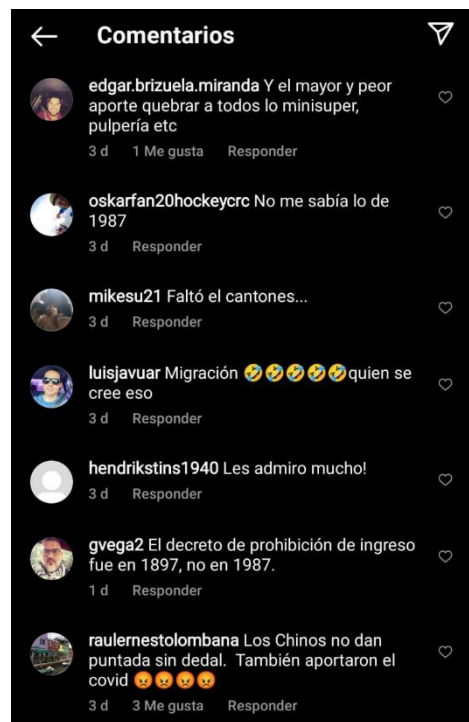 Comentarios
edgar.brizuela.miranda Y el mayor y peor
aporte quebrar a todos lo minisuper,
pulpería etc
3 d 1 Me gusta Responder
oskarfan20hockeycrc No me sabía lo de
1987
3 d Responder
mikesu21 Faltó el cantones...
3 d Responder
luisjavuar Migración 🤣🤣🤣🤣🤣quien se
cree eso
3 d Responder
hendrikstins1940 Les admiro mucho!
3 d Responder
gvega2 El decreto de prohibición de ingreso
fue en 1897, no en 1987.
1 d Responder
raulernestolombana Los Chinos no dan
puntada sin dedal. También aportaron el
covid 😡😡😡😡
3 d 3 Me gusta Responder